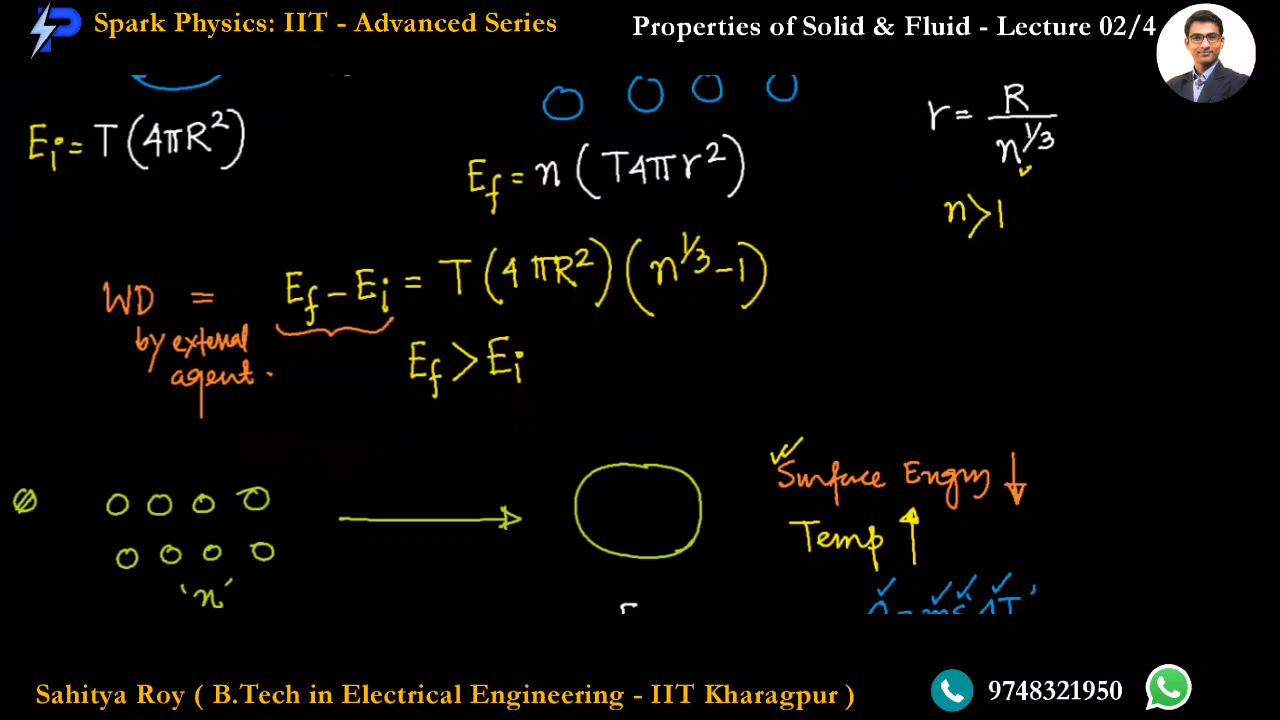 Spark Physics: IIT - Advanced Series
Properties of Solid & Fluid - Lecture 02/4
Ei = T(4πR²)
Ef = n(T4πr²)
r = R/n^1/3
n>1
WD = Ef - Ei = T(4πR²)(n^1/3 - 1)
by external
agent.
Ef > Ei
Surface Engry ↓
Temp ↑
'n'
Sahitya Roy ( B.Tech in Electrical Engineering - IIT Kharagpur )
9748321950